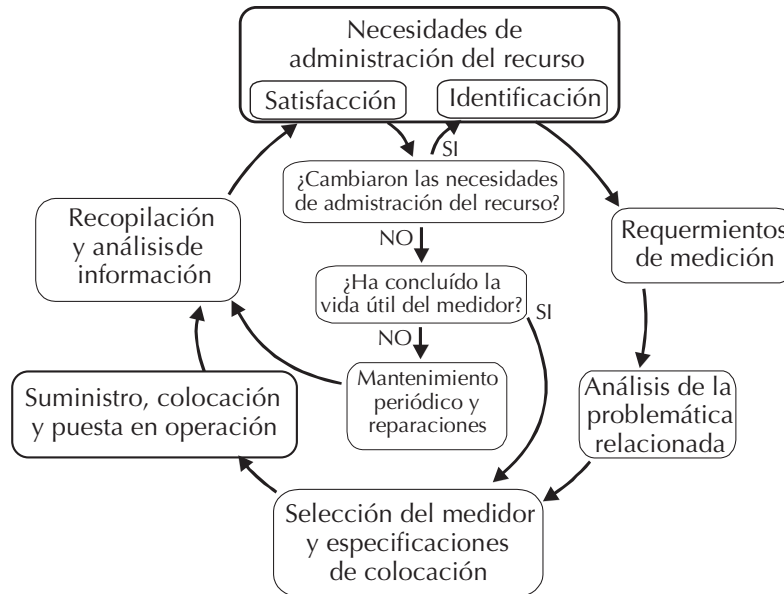 Necesidades de
administración del recurso
Satisfacción
Identificación
SI
¿Cambiaron las necesidades
de admistración del recurso?
NO
¿Ha concluído la
vida útil del medidor?
SI
NO
Mantenimiento
periódico y
reparaciones
Requermientos
de medición
Análisis de la
problemática
relacionada
Selección del medidor
y especificaciones
de colocación
Suministro, colocación
y puesta en operación
Recopilación
y análisis de
información